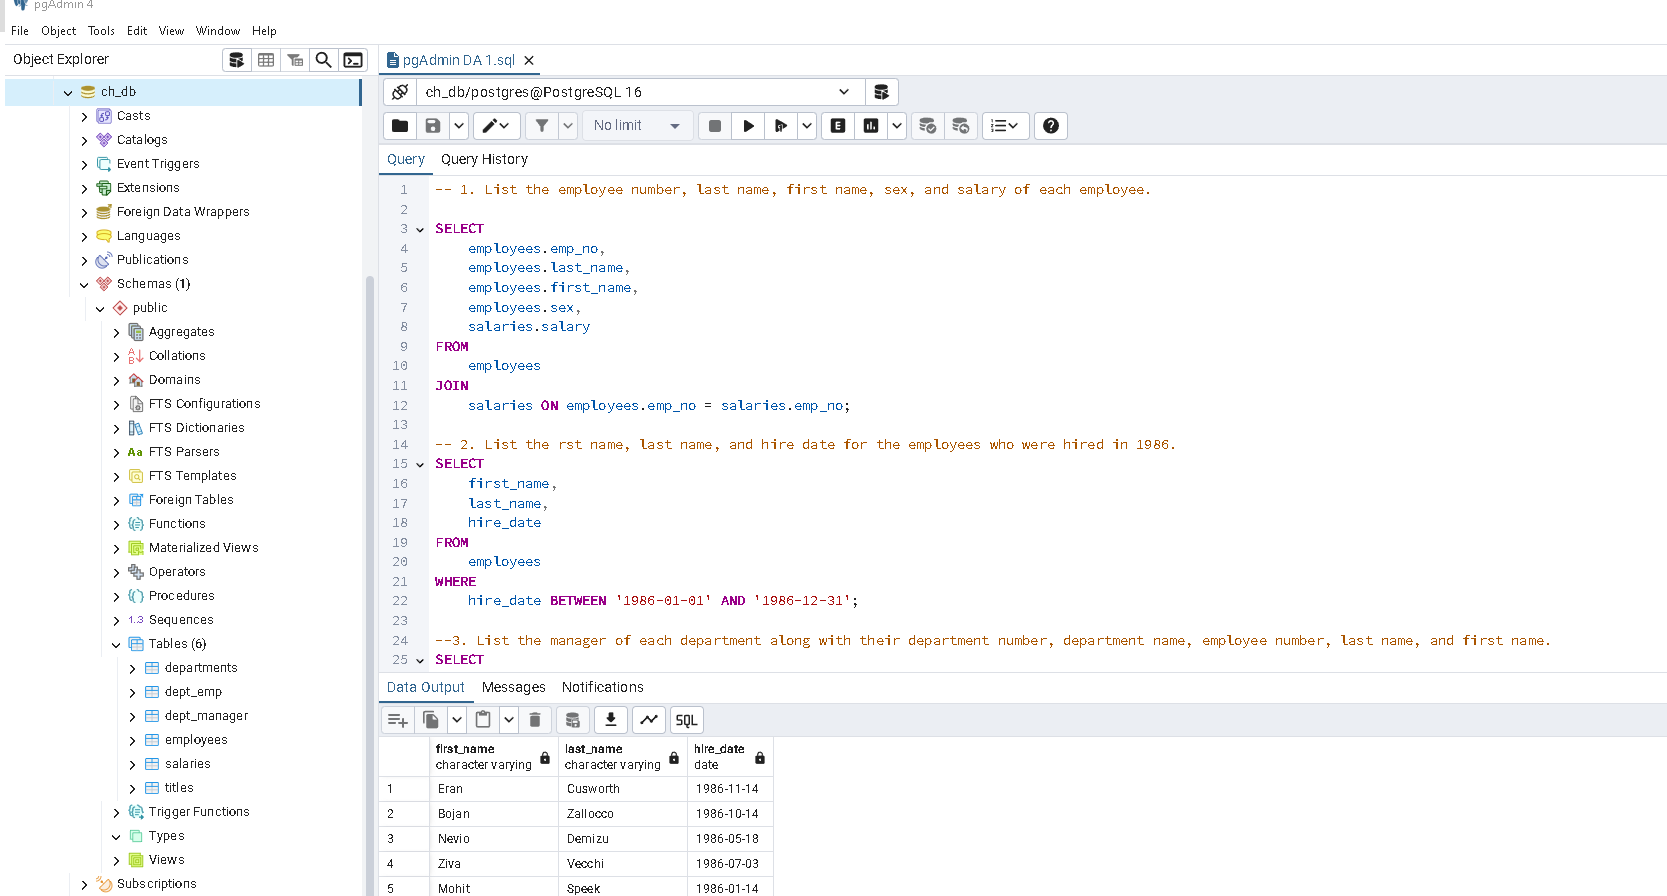 pgAdmin 4
File Object Tools Edit View Window Help
Object Explorer
pgAdmin DA 1.sql
ch_db
ch_db/postgres@PostgreSQL 16
Casts
Catalogs
Event Triggers
Extensions
Foreign Data Wrappers
Languages
Publications
Schemas (1)
public
Aggregates
Collations
Domains
FTS Configurations
FTS Dictionaries
Aa FTS Parsers
FTS Templates
Foreign Tables
Functions
Materialized Views
Operators
Procedures
1.3 Sequences
Tables (6)
departments
dept_emp
dept_manager
employees
salaries
titles
Trigger Functions
Types
Views
Subscriptions
No limit
E
Query Query History
1 -- 1. List the employee number, last name, first name, sex, and salary of each employee.
2
3 SELECT
4 employees.emp_no,
5 employees.last_name,
6 employees.first_name,
7 employees.sex,
8 salaries.salary
9 FROM
10 employees
11 JOIN
12 salaries ON employees.emp_no = salaries.emp_no;
13
14 -- 2. List the rst name, last name, and hire date for the employees who were hired in 1986.
15 SELECT
16 first_name,
17 last_name,
18 hire_date
19 FROM
20 employees
21 WHERE
22 hire_date BETWEEN '1986-01-01' AND '1986-12-31';
23
24 --3. List the manager of each department along with their department number, department name, employee number, last name, and first name.
25 SELECT
Data Output Messages Notifications
SQL
first_name last_name hire_date
character varying character varying date
1 Eran Cusworth 1986-11-14
2 Bojan Zallocco 1986-10-14
3 Nevio Demizu 1986-05-18
4 Ziva Vecchi 1986-07-03
5 Mohit Speek 1986-01-14